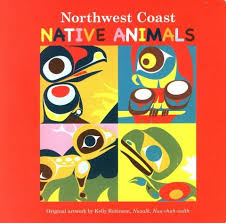 Northwest Coast
NATIVE ANIMALS
Original artwork by Kelly Robinson, Nuxalk, Nuu-chah-nulth